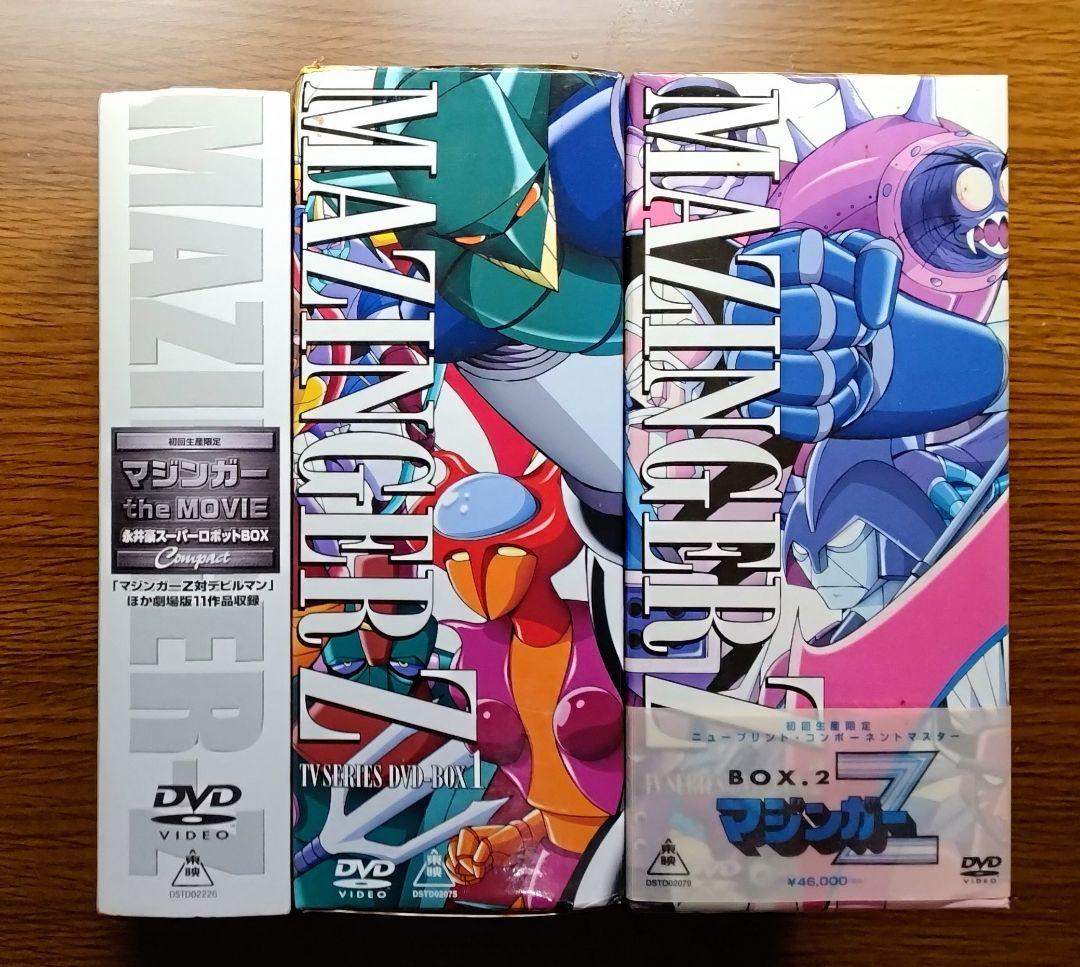 MAZINGER-Z
初回生産限定
マジンガー
the MOVIE
永井豪スーパーロボットBOX
Compact
「マジンガーZ対デビルマン」
ほか劇場版11作品収録
DVD
VIDEO
東映
DSTD02226
MAZINGER Z
TV SERIES DVD-BOX 1
DVD
VIDEO
東映
DSTD02075
MAZINGER Z
初回生産限定
ニュープリント・コンポーネントマスター
TV SERIES
BOX.2
マジンガーZ
¥46,000
東映
DSTD02079
DVD
VIDEO